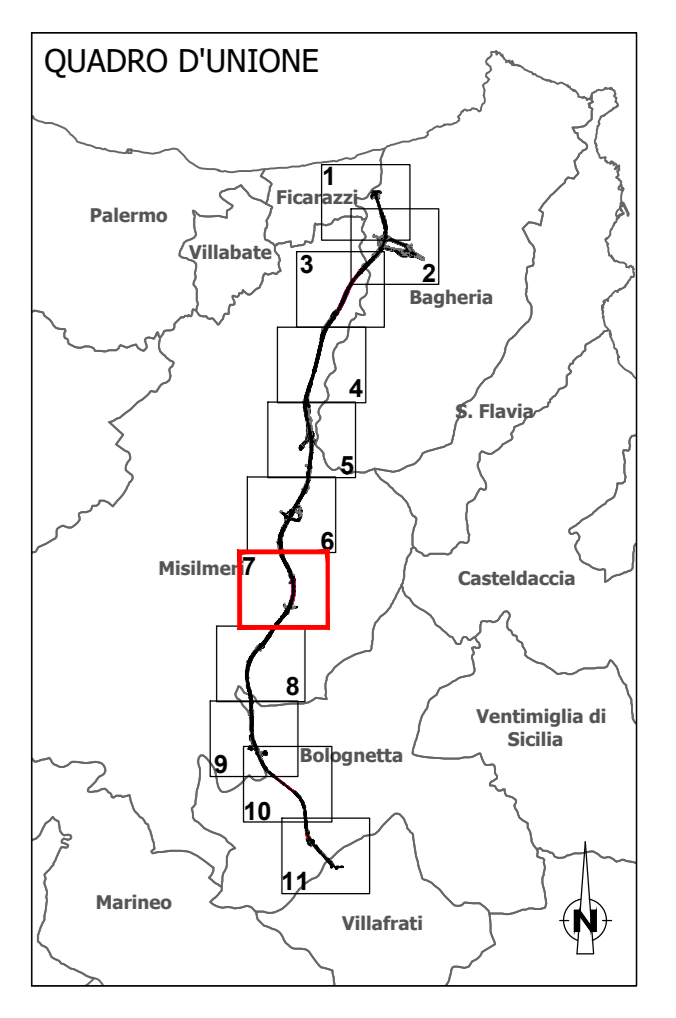 QUADRO D'UNIONE
1
Ficarazzi
Palermo
Villabate
3
2
Bagheria
4
S. Flavia
5
6
Misilmeri
7
Casteldaccia
8
Ventimiglia di
Sicilia
Bolognetta
9
10
11
Marineo
Villafrati
N